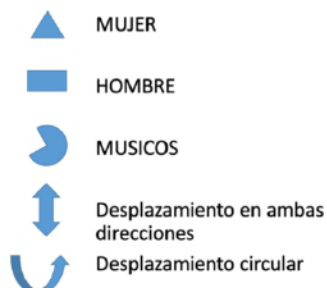 MUJER
HOMBRE
MUSICOS
Desplazamiento en ambas
direcciones
Desplazamiento circular